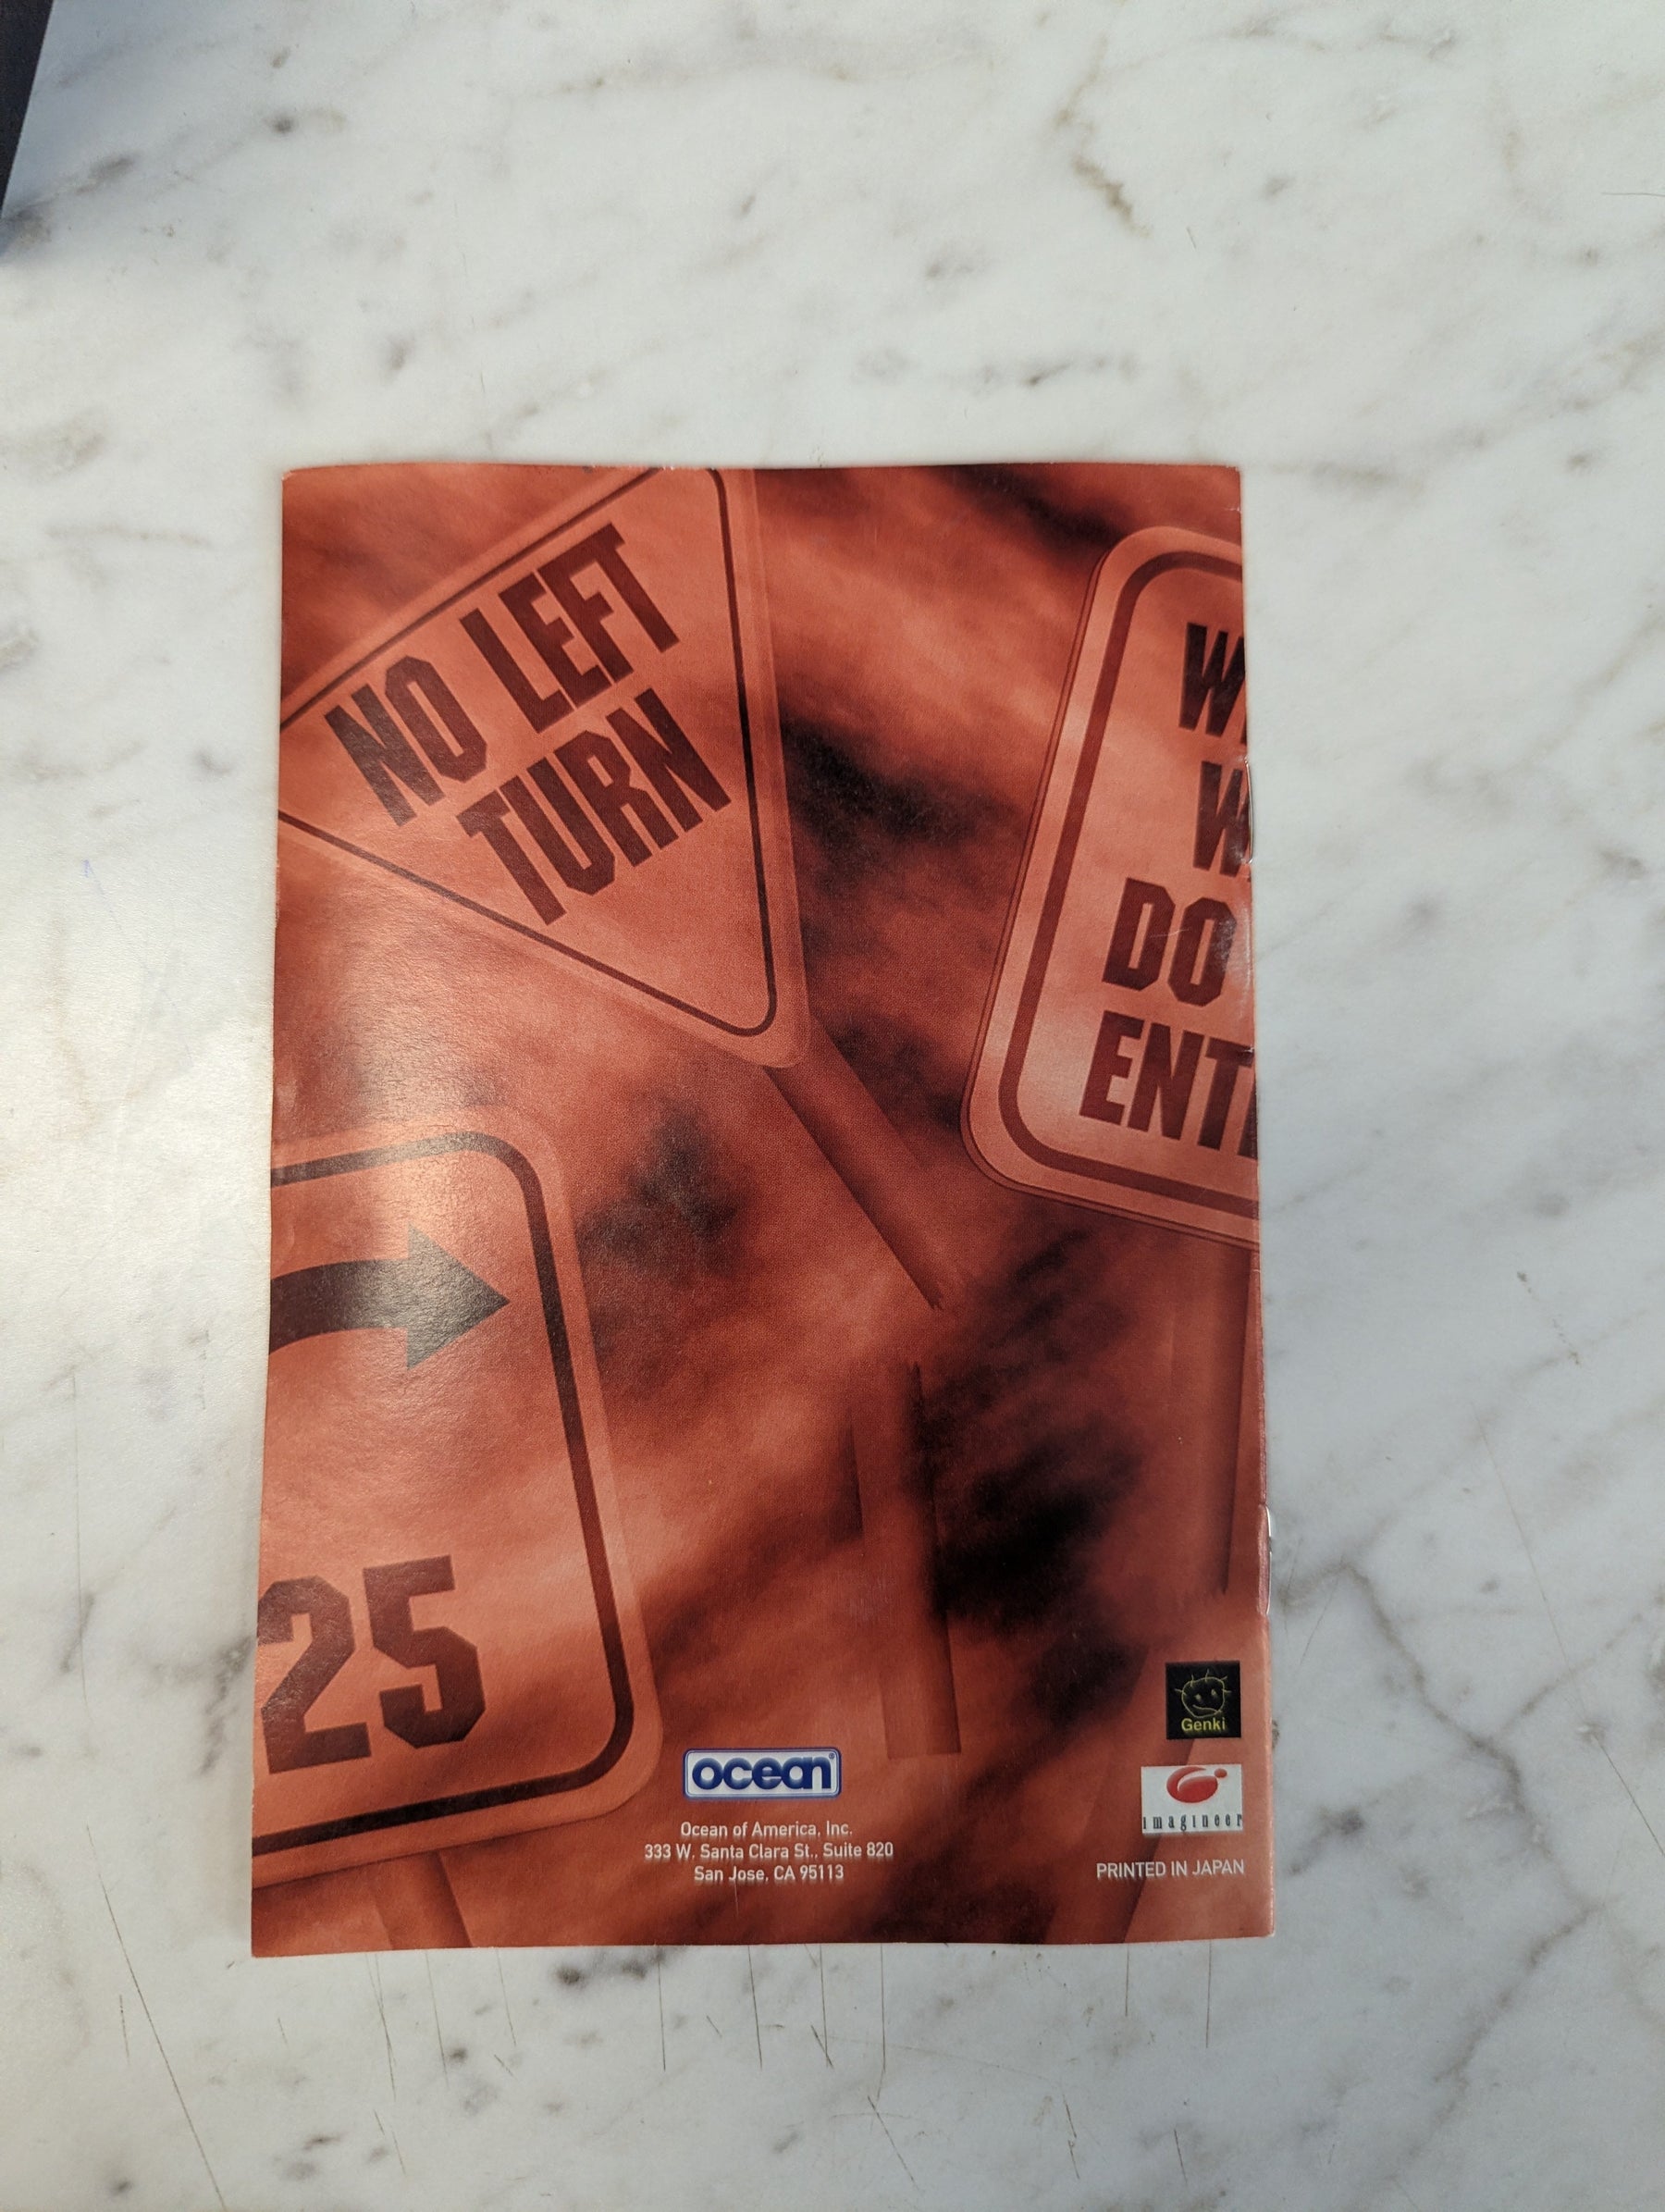 NO LEFT
TURN
DO
25
Genki
ocean
imagineer
Ocean of America, Inc.
333 W. Santa Clara St., Suite 820
San Jose, CA 95113
PRINTED IN JAPAN